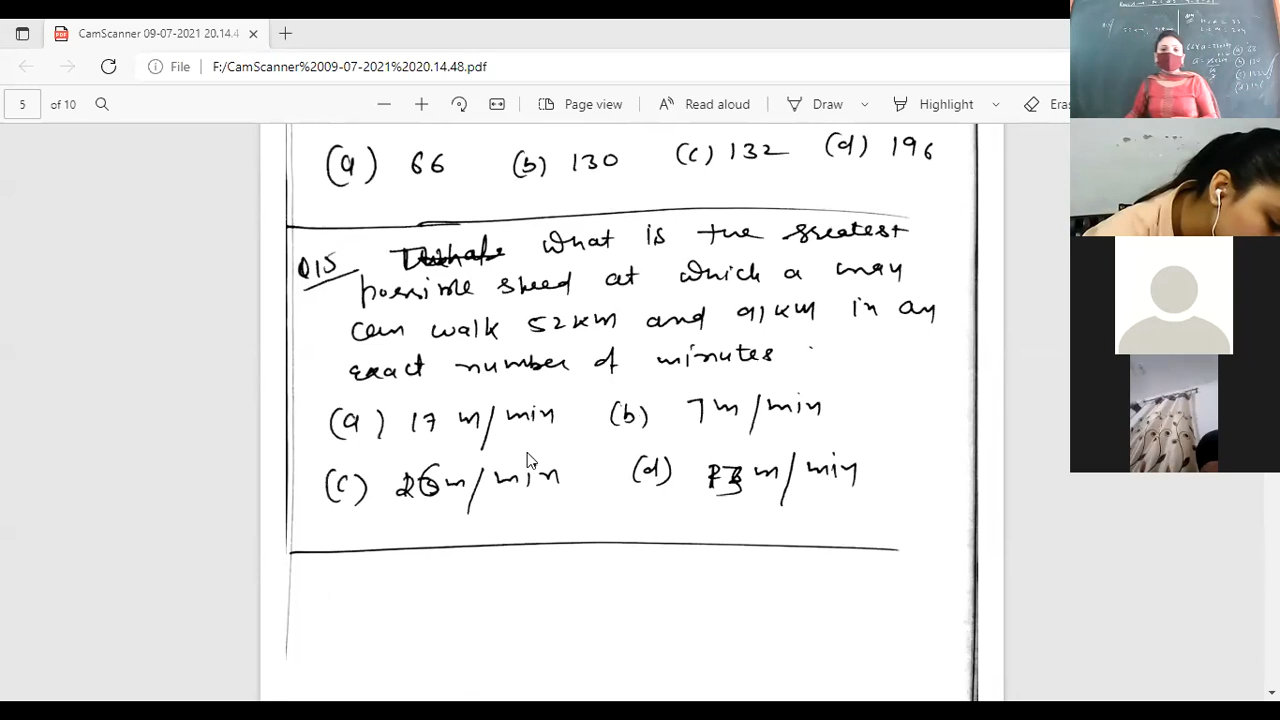 CamScanner 09-07-2021 20.14.4
File F:/CamScanner%2009-07-2021%2020.14.48.pdf
5 of 10 Page view Read aloud Draw Highlight Eras
(a) 66 (b) 130 (c) 132 (d) 196
Q15 What is the greatest
possible speed at which a may
can walk 52km and 91km in an
exact number of minutes
(a) 17 m/min (b) 7m/min
(c) 26m/min (d) 13 m/min